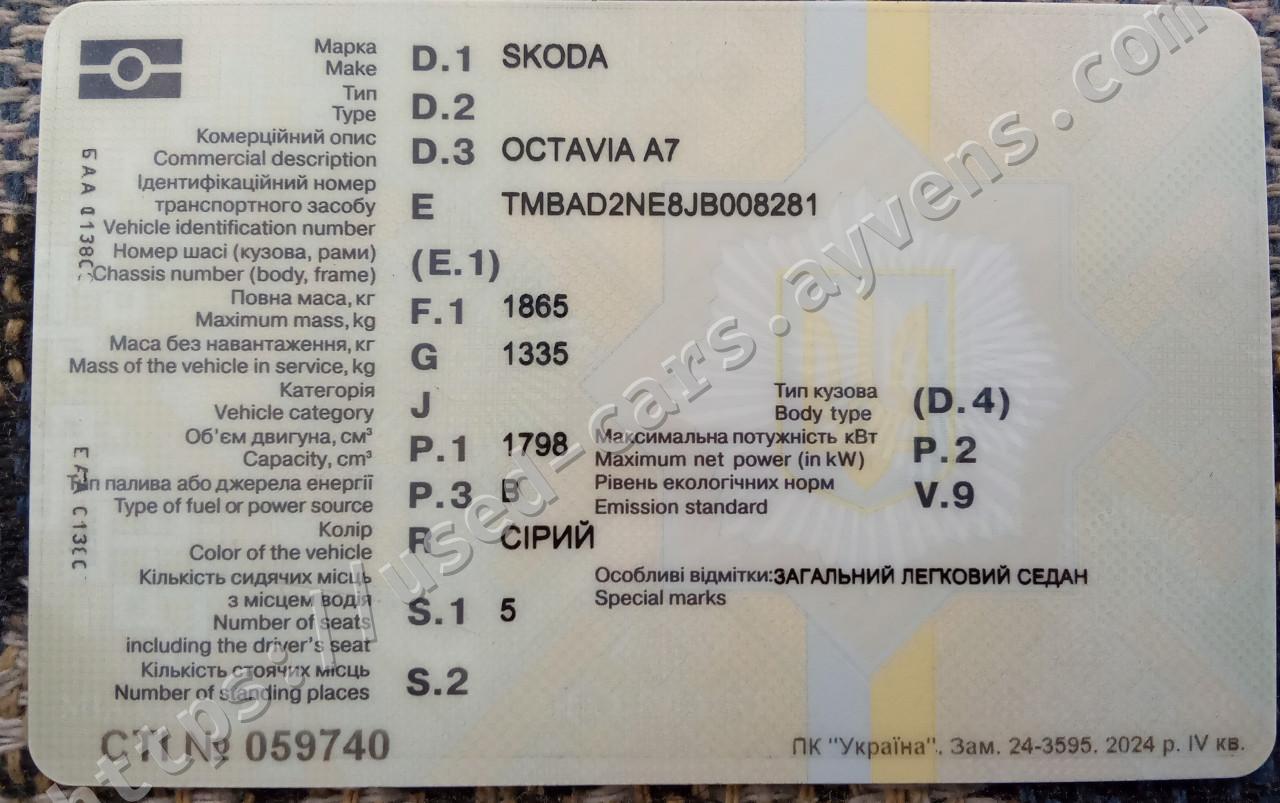 Марка
Make D.1 SKODA
Тип
Type D.2
Комерційний опис
Commercial description D.3 OCTAVIA A7
Ідентифікаційний номер
транспортного засобу
Vehicle identification number E TMBAD2NE8JB008281
Номер шасі (кузова, рами)
Chassis number (body, frame) (E.1)
Повна маса, кг
Maximum mass, kg F.1 1865
Маса без навантаження, кг
Mass of the vehicle in service, kg G 1335
Категорія
Vehicle category J
Тип кузова
Body type (D.4)
Об'єм двигуна, см³
Capacity, cm³ P.1 1798
Максимальна потужність кВт
Maximum net power (in kW) P.2
Тип палива або джерела енергії
Type of fuel or power source P.3 B
Рівень екологічних норм
Emission standard V.9
Колір
Color of the vehicle R СІРИЙ
Кількість сидячих місць
з місцем водія
Number of seats
including the driver's seat S.1 5
Особливі відмітки: ЗАГАЛЬНИЙ ЛЕГКОВИЙ СЕДАН
Special marks
Кількість стоячих місць
Number of standing places S.2
СТІ № 059740
ПК "Україна". Зам. 24-3595. 2024 р. IV кв.
https://used-cars.ayvens.com